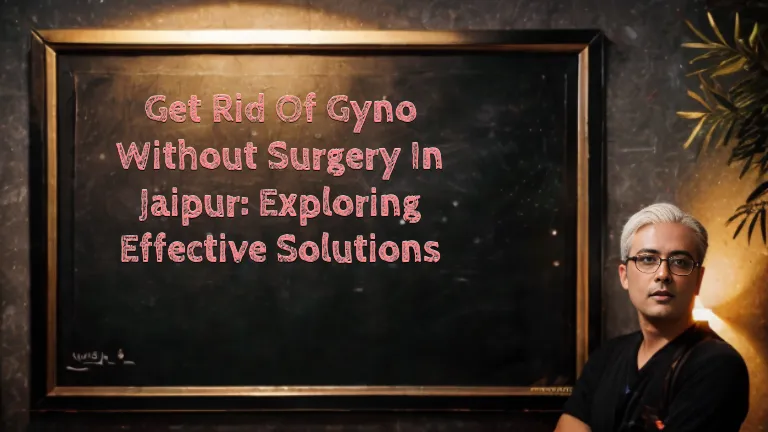 Get Rid Of Gyno
Without Surgery In
Jaipur: Exploring
Effective Solutions